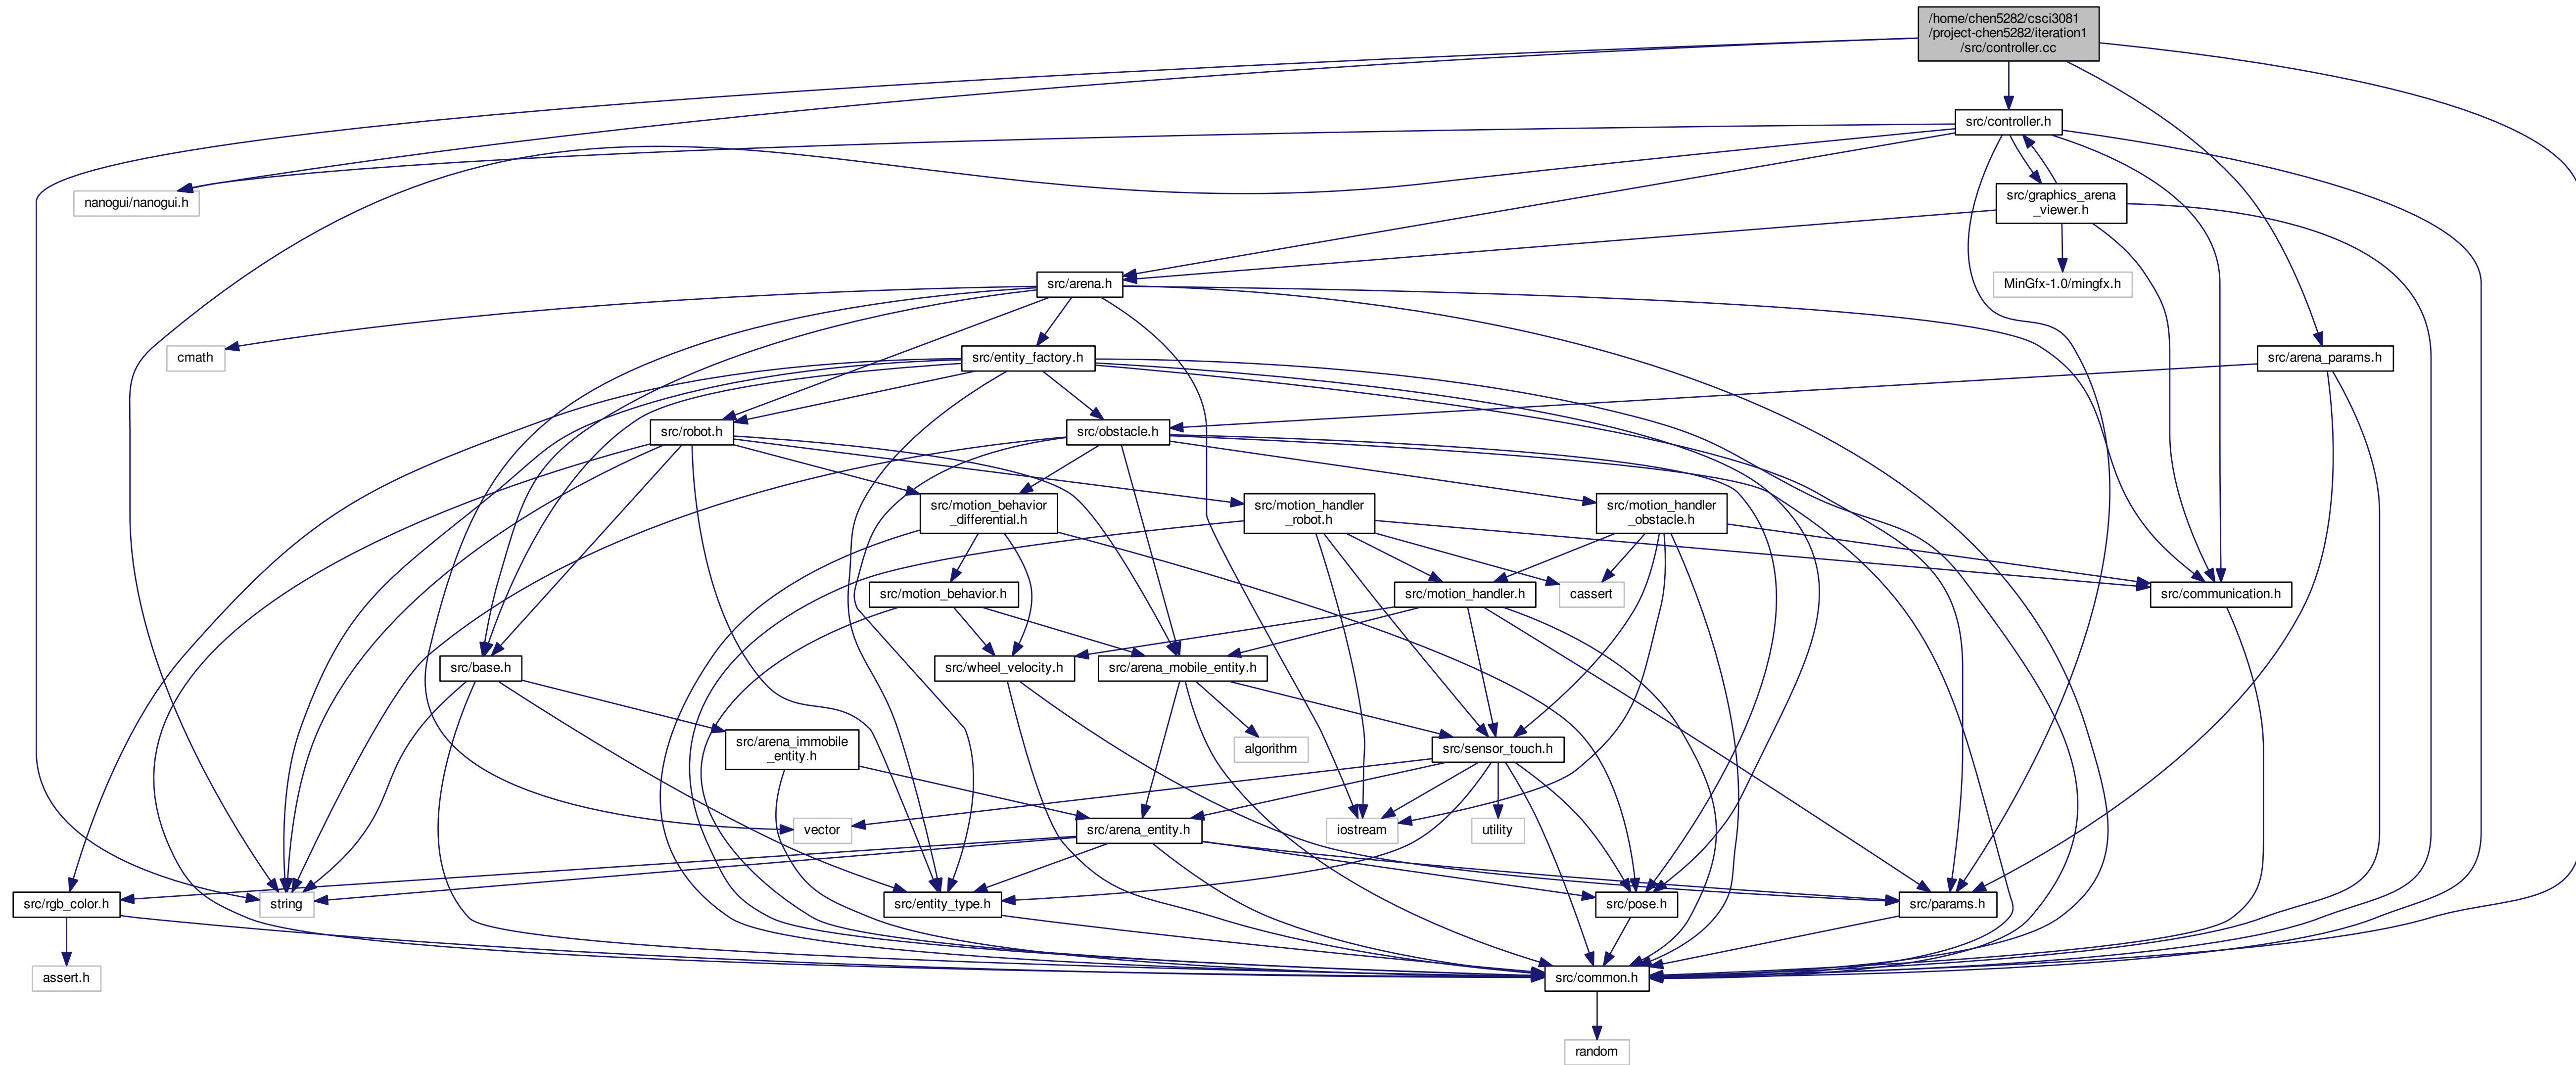 /home/chen5282/csci3081
/project-chen5282/iteration1
/src/controller.cc
src/controller.h
nanogui/nanogui.h
src/graphics_arena
_viewer.h
src/arena.h
MinGfx-1.0/mingfx.h
cmath
src/entity_factory.h
src/arena_params.h
src/robot.h
src/obstacle.h
src/motion_behavior
_differential.h
src/motion_handler
_robot.h
src/motion_handler
_obstacle.h
src/motion_behavior.h
src/motion_handler.h
cassert
src/communication.h
src/base.h
src/wheel_velocity.h
src/arena_mobile_entity.h
src/arena_immobile
_entity.h
algorithm
src/sensor_touch.h
vector
src/arena_entity.h
iostream
utility
src/rgb_color.h
string
src/entity_type.h
src/pose.h
src/params.h
assert.h
src/common.h
random